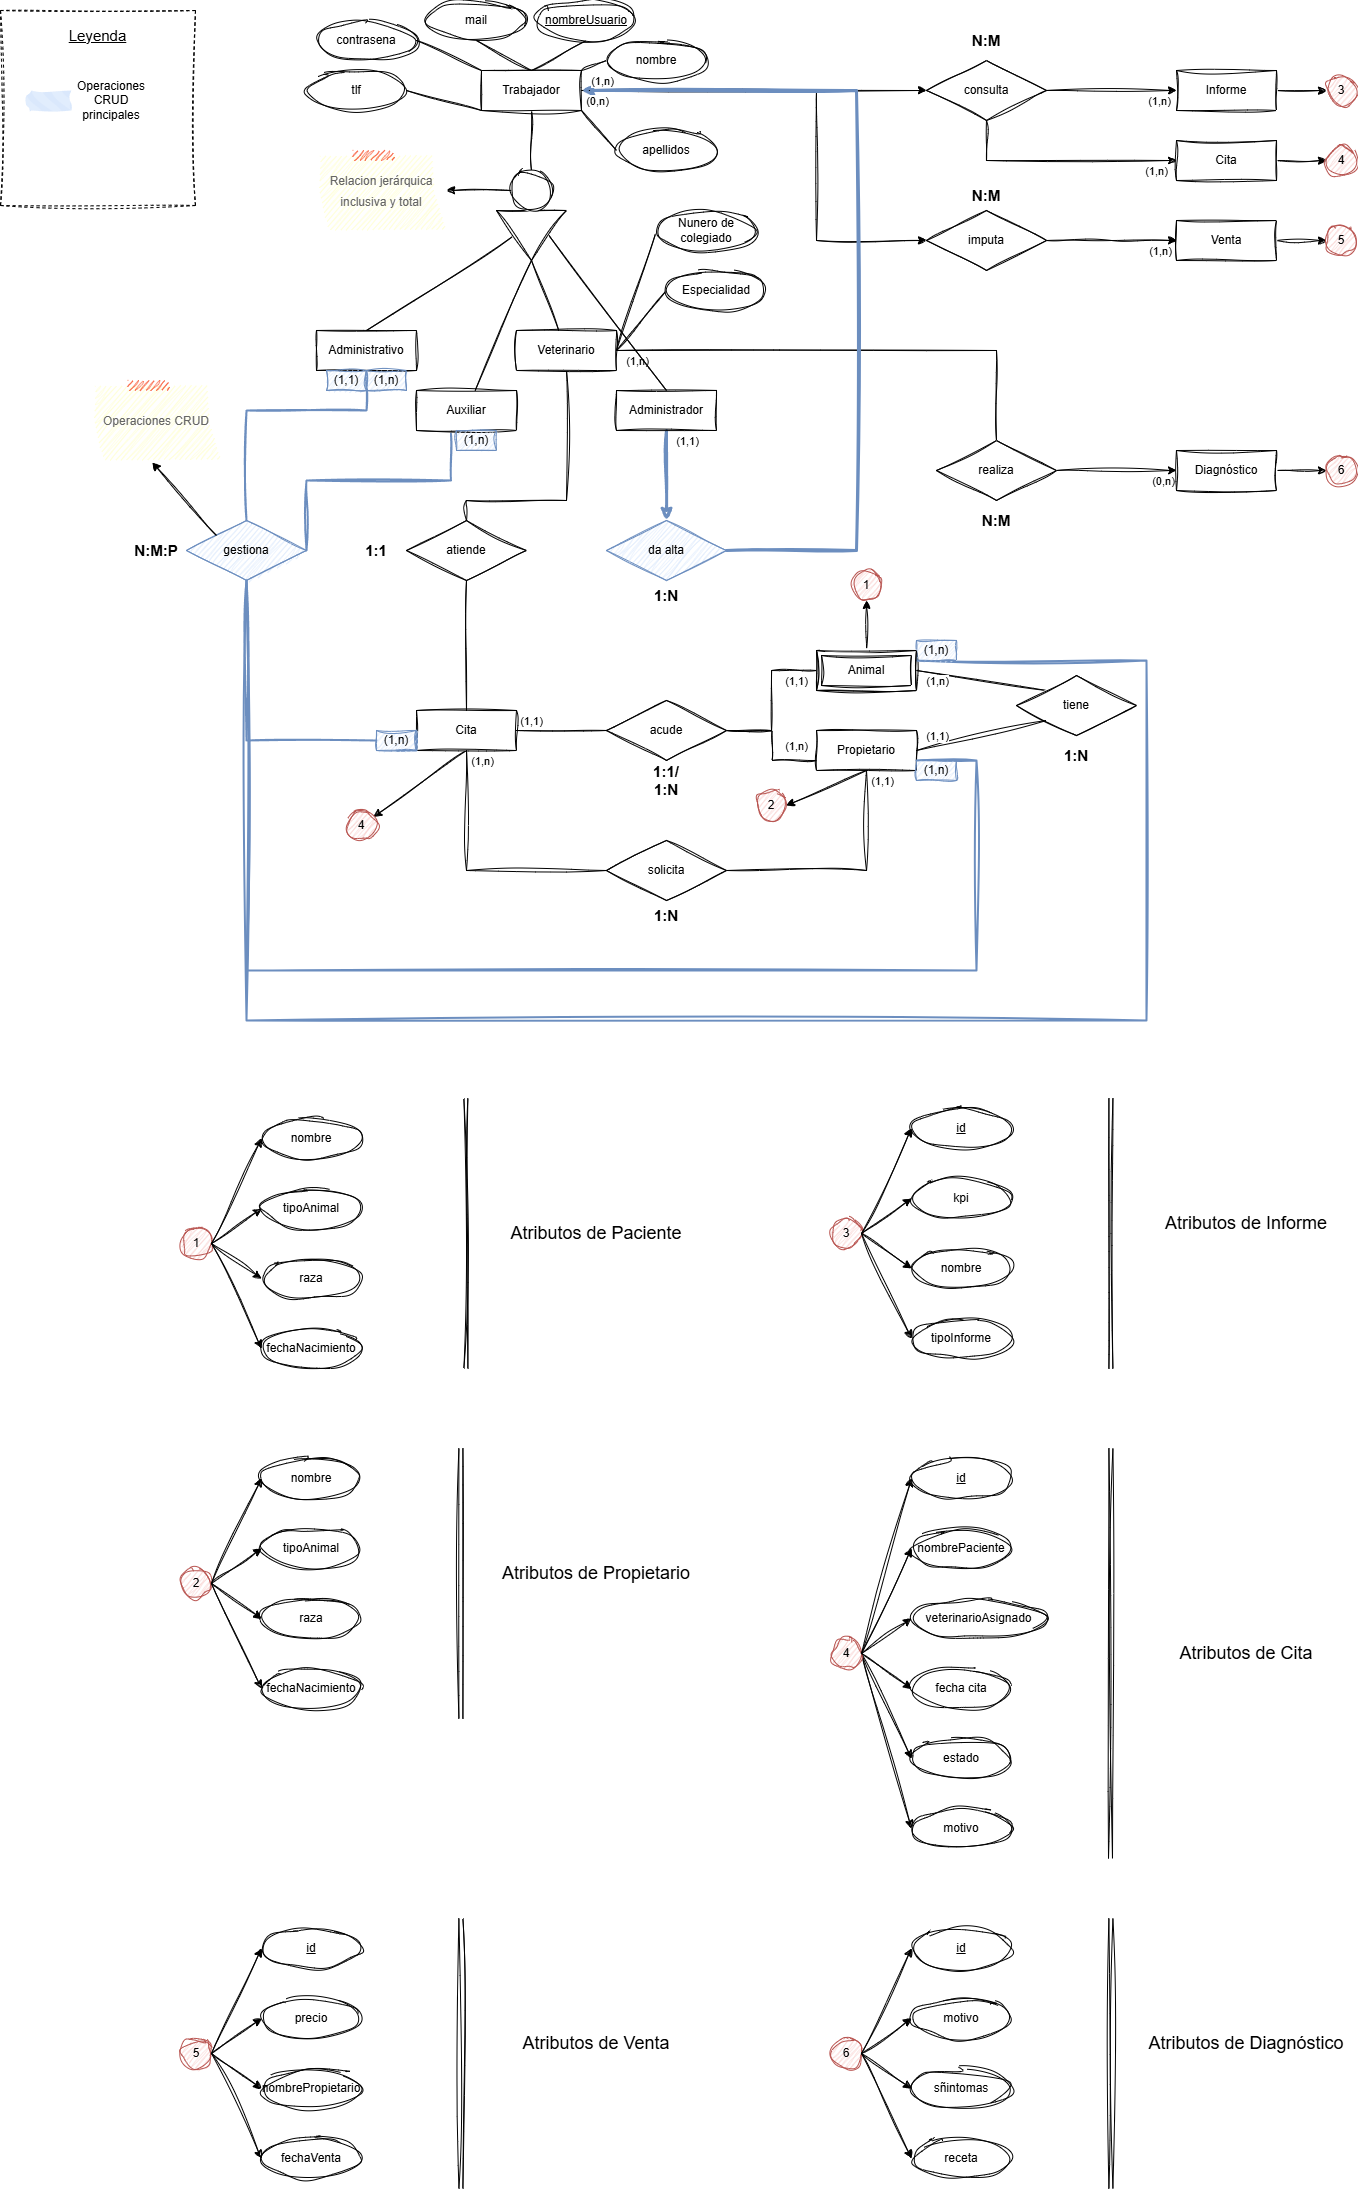 Leyenda
Operaciones
CRUD
principales
mail
nombreUsuario
contrasena
nombre
tlf
Trabajador
(1,n)
(0,n)
apellidos
Relacion jerárquica
inclusiva y total
N:M
consulta
(1,n)
Informe
3
(1,n)
Cita
4
N:M
imputa
(1,n)
Venta
5
Nunero de
colegiado
Especialidad
Administrativo
(1,1)
(1,n)
Veterinario
(1,n)
Auxiliar
(1,n)
Administrador
(1,1)
Operaciones CRUD
realiza
(0,n)
Diagnóstico
6
N:M
N:M:P
gestiona
1:1
atiende
da alta
1:N
1
Animal
(1,n)
(1,n)
(1,1)
tiene
1:N
(1,n)
Cita
(1,1)
(1,n)
acude
1:1/
1:N
(1,n)
Propietario
(1,1)
(1,n)
(1,1)
2
4
solicita
1:N
1
nombre
tipoAnimal
raza
fechaNacimiento
Atributos de Paciente
3
id
kpi
nombre
tipoInforme
Atributos de Informe
2
nombre
tipoAnimal
raza
fechaNacimiento
Atributos de Propietario
4
id
nombrePaciente
veterinarioAsignado
fecha cita
estado
motivo
Atributos de Cita
5
id
precio
nombrePropietario
fechaVenta
Atributos de Venta
6
id
motivo
sñintomas
receta
Atributos de Diagnóstico